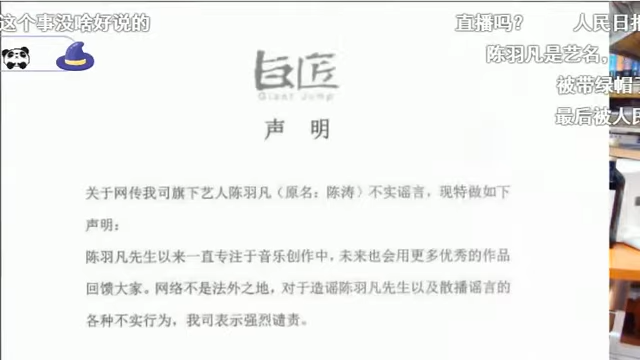 这个事没啥好说的
直播吗?
人民日报
陈羽凡是艺名,
被带绿帽子
最后被人民
巨匠
Giant Jump
声 明
关于网传我司旗下艺人陈羽凡（原名：陈涛）不实谣言，现特做如下
声明：
陈羽凡先生以来一直专注于音乐创作中，未来也会用更多优秀的作品
回馈大家。网络不是法外之地，对于造谣陈羽凡先生以及散播谣言的
各种不实行为，我司表示强烈谴责。